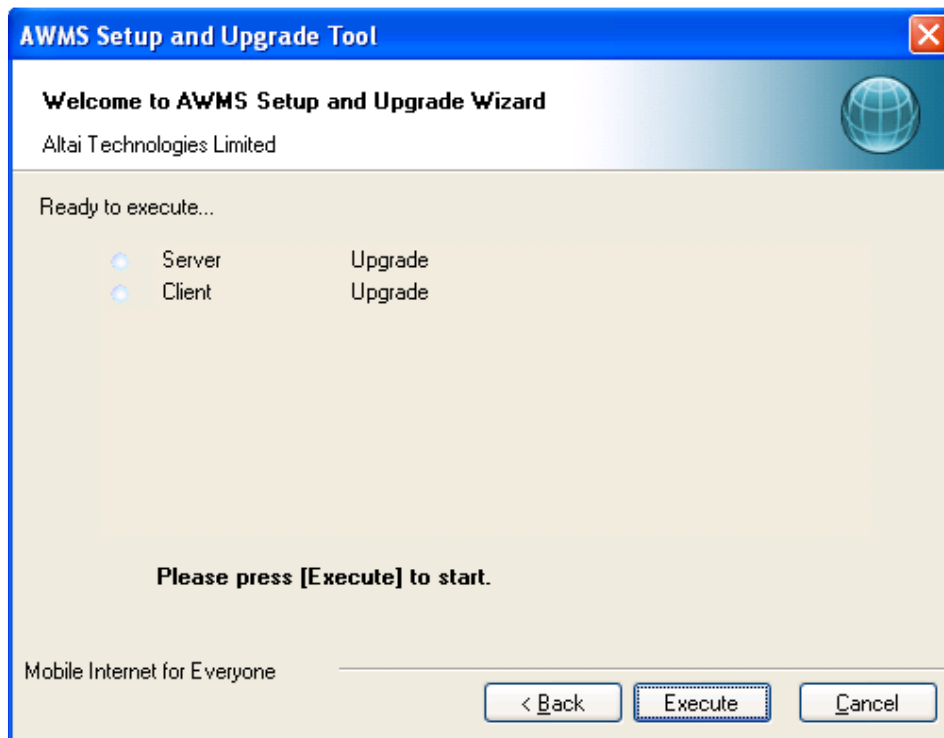 AWMS Setup and Upgrade Tool
Welcome to AWMS Setup and Upgrade Wizard
Altai Technologies Limited
Ready to execute...
Server Upgrade
Client Upgrade
Please press [Execute] to start.
Mobile Internet for Everyone
< Back Execute Cancel